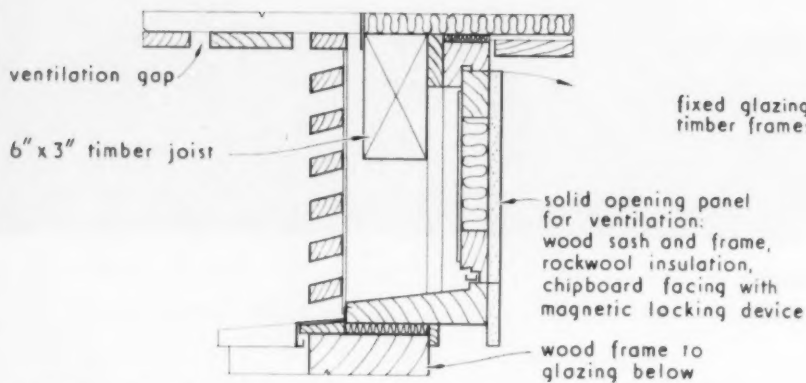 ventilation gap
6" x 3" timber joist
fixed glazing
timber frame
solid opening panel
for ventilation:
wood sash and frame,
rockwool insulation,
chipboard facing with
magnetic locking device
wood frame to
glazing below